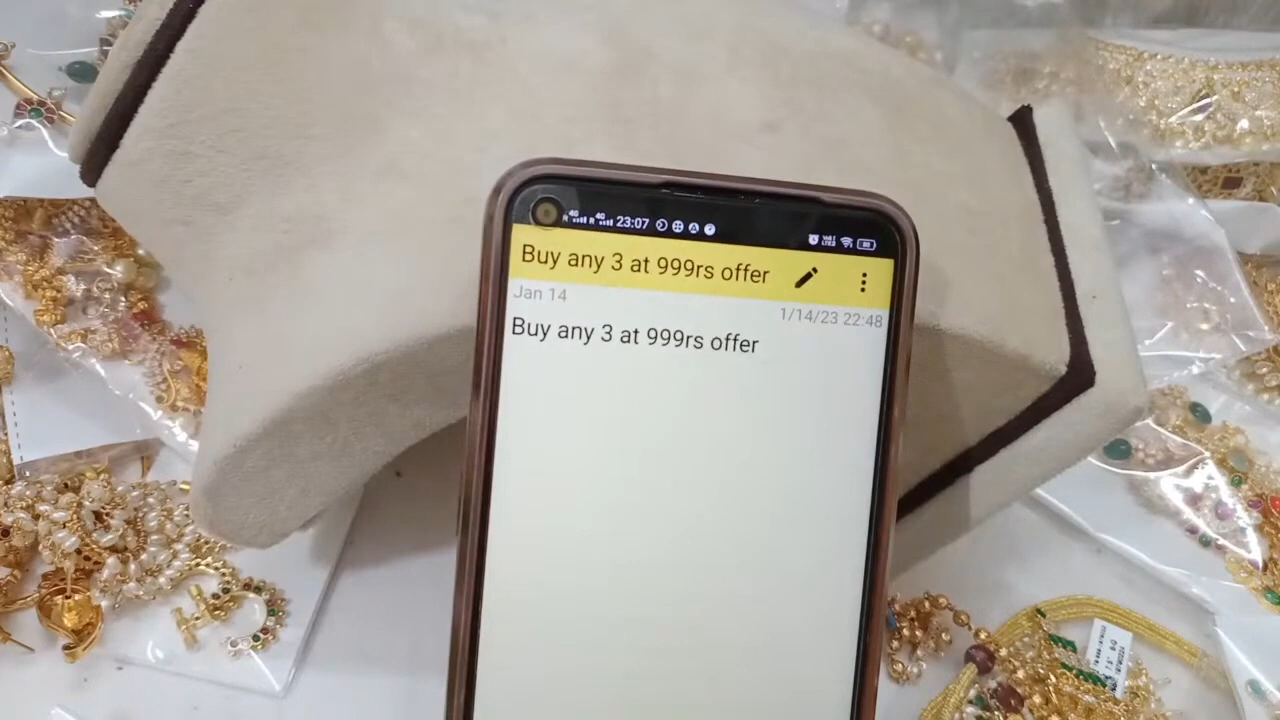 23:07
Buy any 3 at 999rs offer
Jan 14
1/14/23 22:48
Buy any 3 at 999rs offer